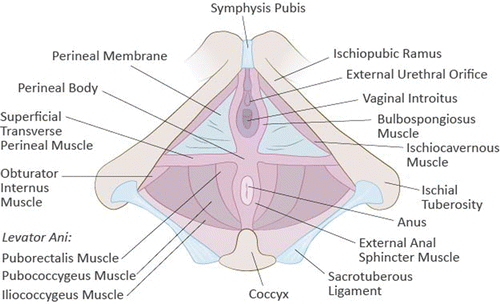 Symphysis Pubis
Perineal Membrane
Perineal Body
Superficial
Transverse
Perineal Muscle
Obturator
Internus
Muscle
Levator Ani:
Puborectalis Muscle
Pubococcygeus Muscle
Iliococcygeus Muscle
Ischiopubic Ramus
External Urethral Orifice
Vaginal Introitus
Bulbospongiosius
Muscle
Ischiocavernous
Muscle
Ischial
Tuberosity
Anus
External Anal
Sphincter Muscle
Sacrotuberous
Ligament
Coccyx